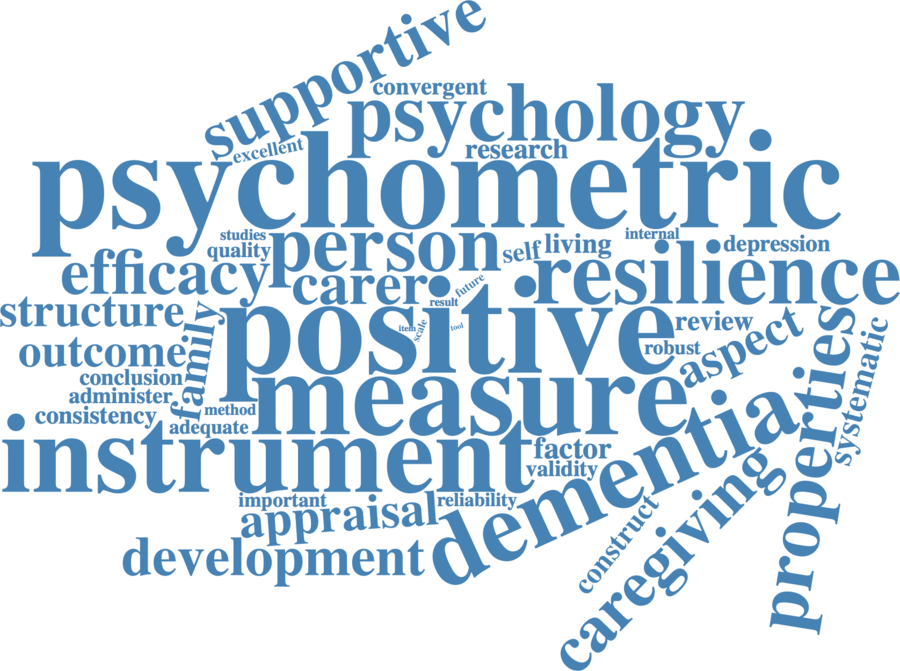 supportive
convergent
psychology
excellent
research
psychometric
studies
quality
person
self
living
internal
depression
efficacy
carer
future
resilience
result
structure
family
positive
item
scale
tool
review
robust
aspect
properties
systematic
outcome
conclusion
administer
consistency
method
adequate
measure
instrument
factor
validity
dementia
important
reliability
appraisal
construct
caregiving
development